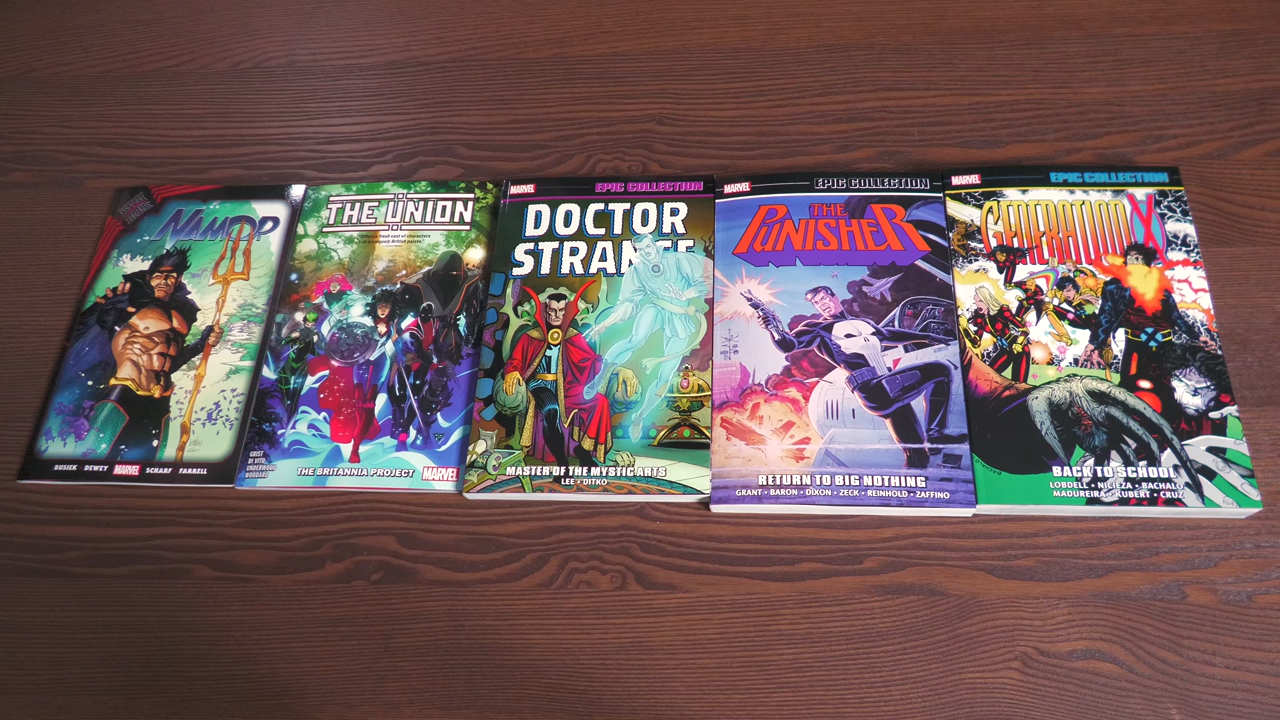 NAMOR
BUSIEK DEWEY MARVEL SCHARF FARRELL
THE UNION
THE BRITANNIA PROJECT
GRIST
DI VITO
UNDERWOOD
WOODARD
MARVEL
MARVEL
EPIC COLLECTION
DOCTOR
STRANGE
MASTER OF THE MYSTIC ARTS
LEE • DITKO
MARVEL
EPIC COLLECTION
THE
PUNISHER
RETURN TO BIG NOTHING
GRANT • BARON • DIXON • ZECK • REINHOLD • ZAFFINO
MARVEL
EPIC COLLECTION
GENERATION X
BACK TO SCHOOL
LOBDELL • NICIEZA • BACHALO
MADUREIRA • KUBERT • CRUZ